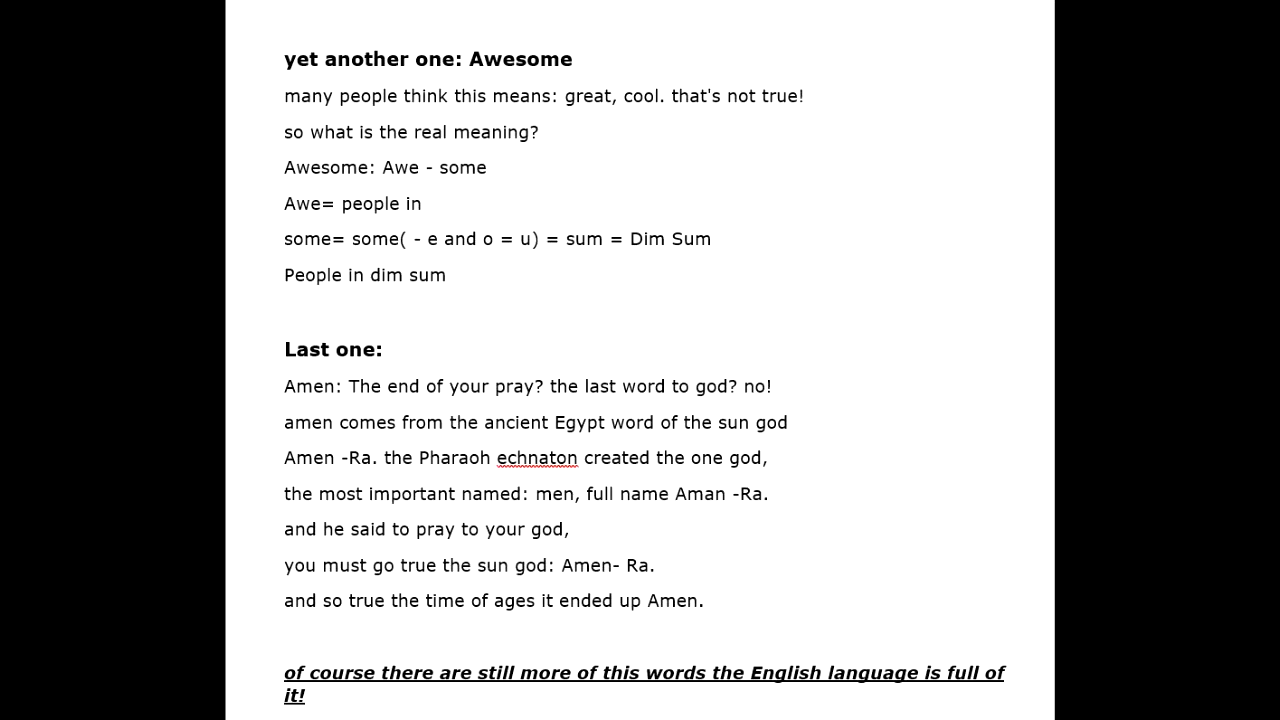 yet another one: Awesome
many people think this means: great, cool. that's not true!
so what is the real meaning?
Awesome: Awe - some
Awe= people in
some= some( - e and o = u) = sum = Dim Sum
People in dim sum
Last one:
Amen: The end of your pray? the last word to god? no!
amen comes from the ancient Egypt word of the sun god
Amen -Ra. the Pharaoh echnaton created the one god,
the most important named: men, full name Aman -Ra.
and he said to pray to your god,
you must go true the sun god: Amen- Ra.
and so true the time of ages it ended up Amen.
of course there are still more of this words the English language is full of
it!